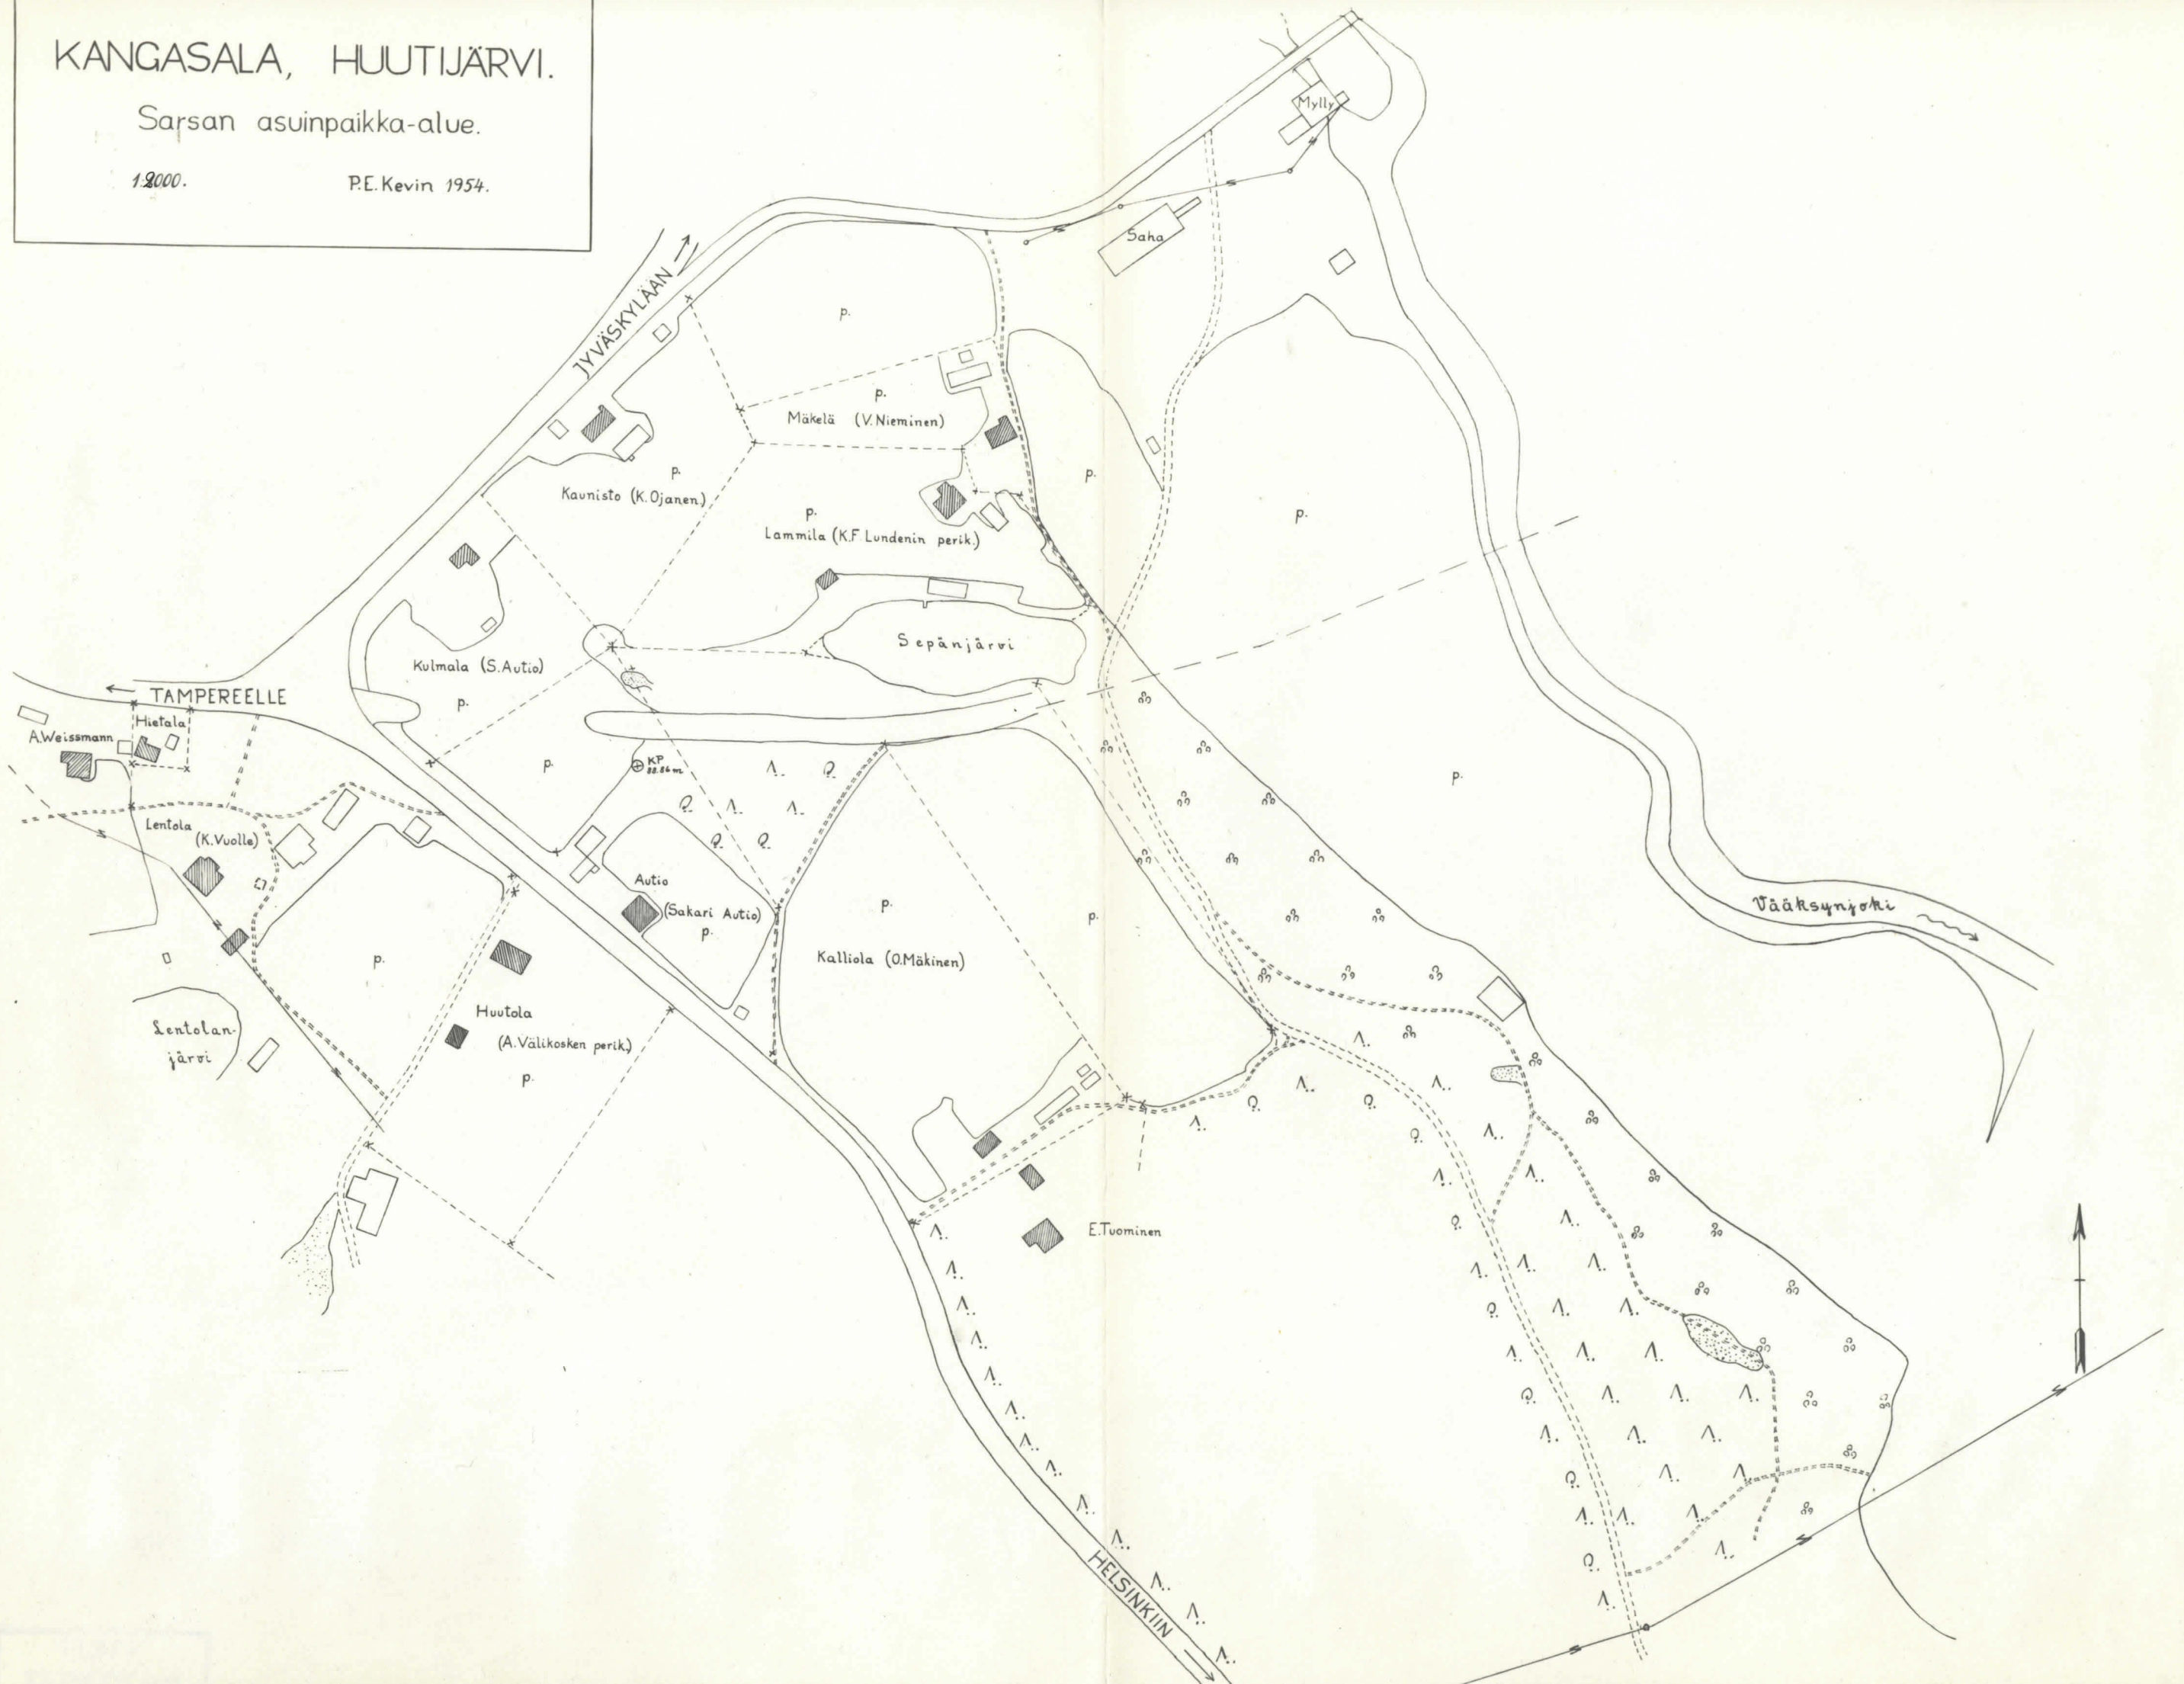 KANGASALA, HUUTIJÄRVI.
Sarsan asuinpaikka-alue.
1:2000. P.E. Kevin 1954.
Mylly
Saha
JYVÄSKYLÄÄN
p.
p.
Mäkelä (V. Nieminen)
p.
Kaunisto (K. Ojanen)
p.
p.
p.
Lammila (K.F. Lundenin perik.)
Sepänjärvi
Kulmala (S. Autio)
p.
TAMPEREELLE
Hietala
A. Weissmann
p.
KP
88.86 m
p.
Lentola
(K. Vuolle)
Autio
(Sakari Autio)
p.
p.
p.
Vääksynjoki
Kalliola (O. Mäkinen)
p.
Huutola
(A. Välikosken perik.)
p.
Lentolan-
järvi
E. Tuominen
HELSINKIIN